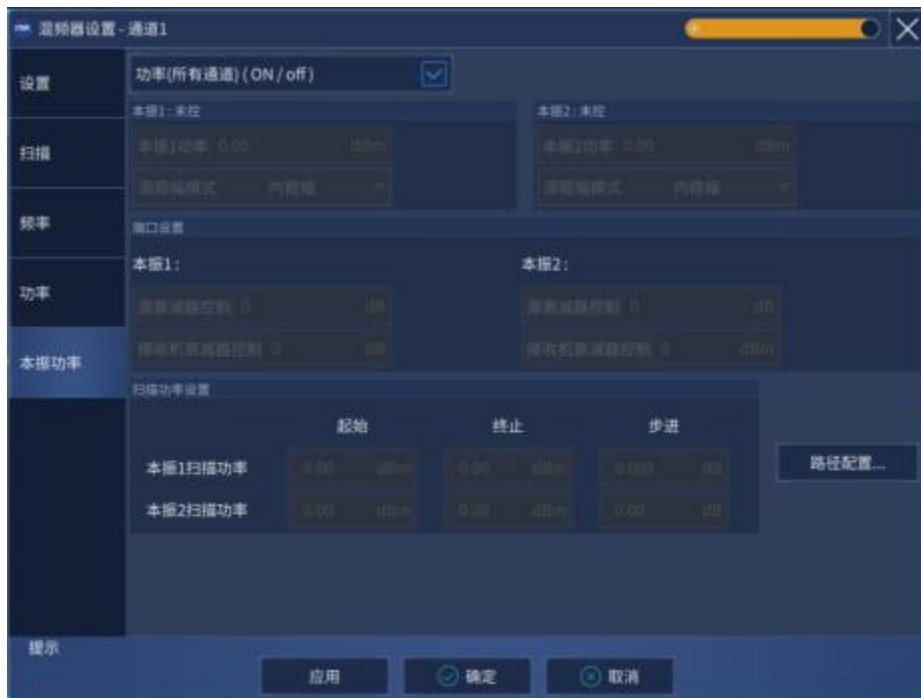 混频器设置 - 通道1
设置
扫描
频率
功率
本振功率
功率(所有通道) ( ON / off )
本振1: 未控
本振2: 未控
本振1功率 0.00 dBm
本振2功率 0.00 dBm
源稳幅模式 内稳幅
源稳幅模式 内稳幅
端口设置
本振1:
本振2:
源衰减器控制 0 dB
源衰减器控制 0 dB
接收机衰减器控制 0 dB
接收机衰减器控制 0 dBm
扫描功率设置
起始 终止 步进
本振1扫描功率 0.00 dBm 0.00 dBm 0.000 dB
本振2扫描功率 0.00 dBm 0.00 dBm 0.00 dB
路径配置...
提示
应用
确定
取消